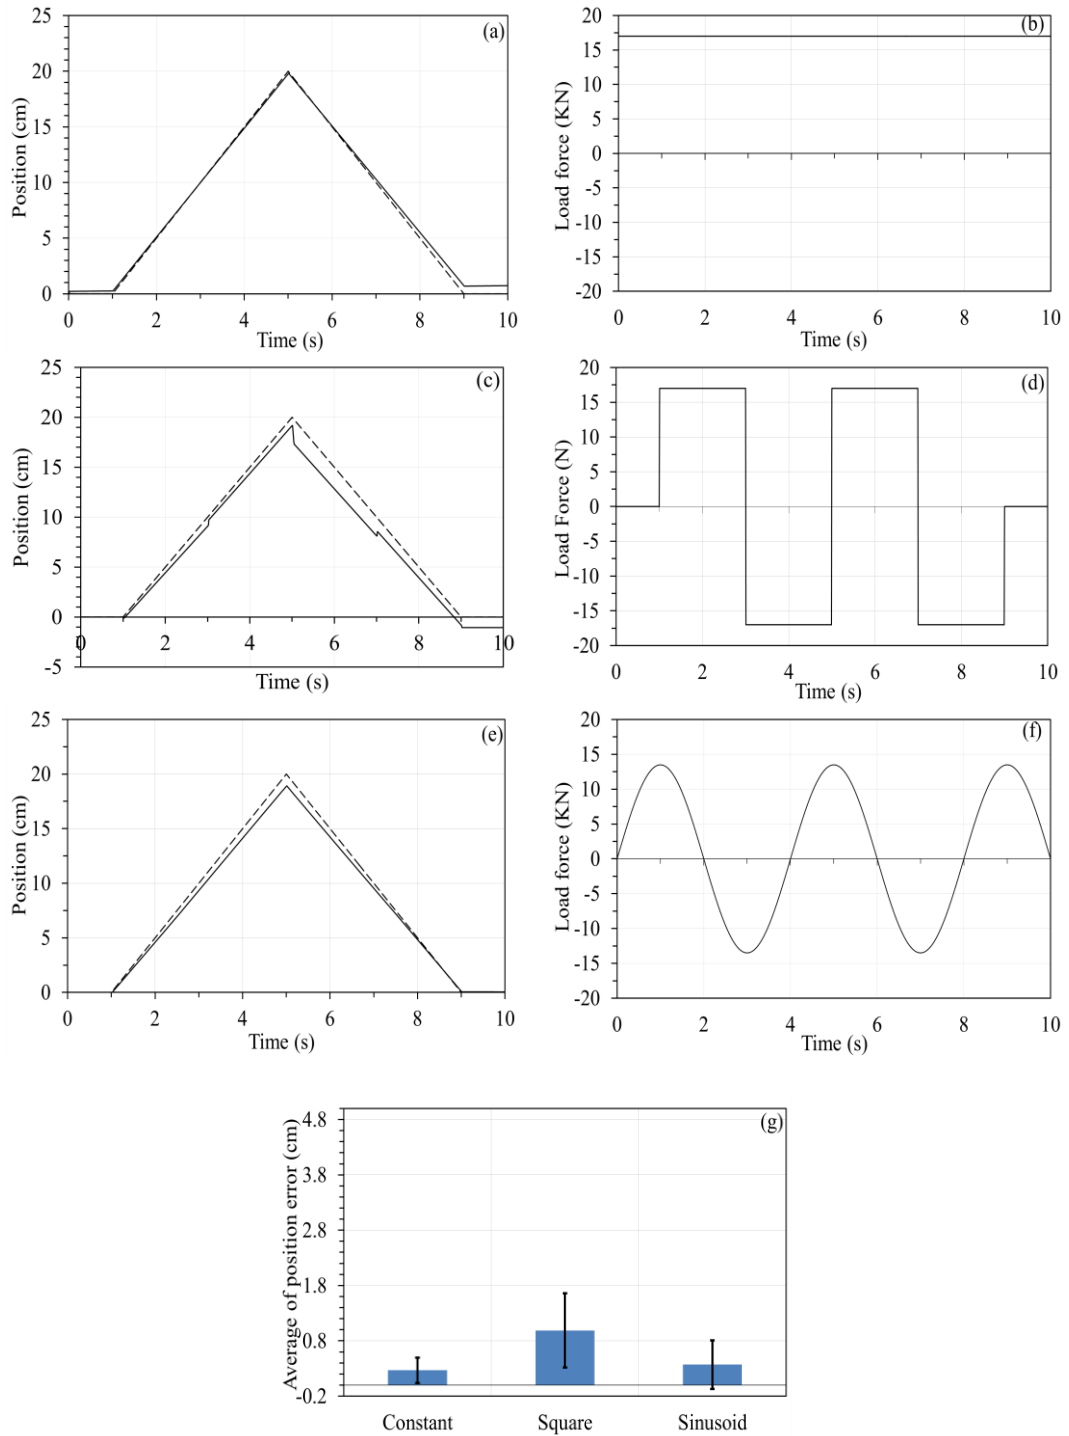 25
(a)
20
15
10
5
0
Position (cm)
0 2 4 6 8 10
Time (s)
20
(b)
15
10
5
0
-5
-10
-15
-20
Load force (KN)
0 2 4 6 8 10
Time (s)
25
(c)
20
15
10
5
0
-5
Position (cm)
0 2 4 6 8 10
Time (s)
20
(d)
15
10
5
0
-5
-10
-15
-20
Load Force (N)
0 2 4 6 8 10
Time (s)
25
(e)
20
15
10
5
0
Position (cm)
0 2 4 6 8 10
Time (s)
20
(f)
15
10
5
0
-5
-10
-15
-20
Load force (KN)
0 2 4 6 8 10
Time (s)
(g)
4.8
3.8
2.8
1.8
0.8
-0.2
Average of position error (cm)
Constant Square Sinusoid